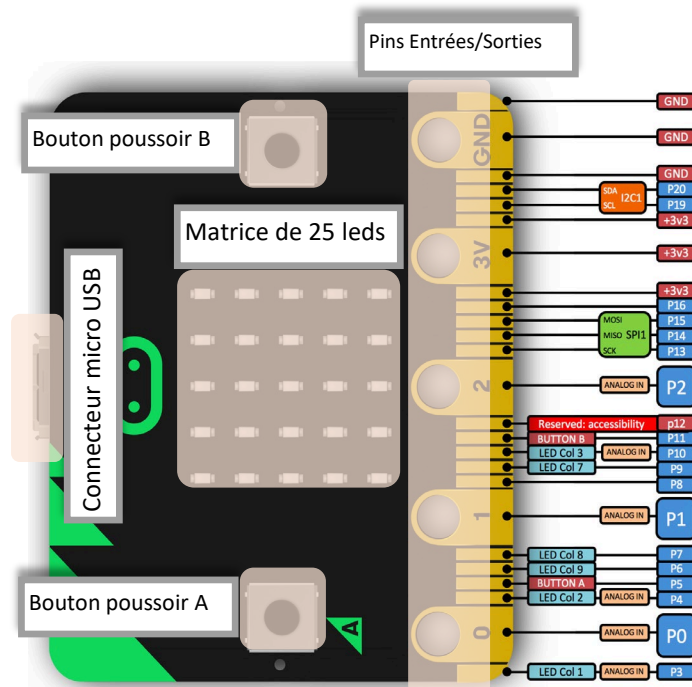 Pins Entrées/Sorties
Bouton poussoir B
Matrice de 25 leds
Connecteur micro USB
Bouton poussoir A
A
GND
3V
2
1
0
GND
GND
GND
SDA I2C1 P20
SCL P19
+3v3
+3v3
+3v3
P16
MOSI P15
MISO SPI1 P14
SCK P13
ANALOG IN P2
Reserved: accessibility p12
BUTTON B P11
LED Col 3 ANALOG IN P10
LED Col 7 P9
P8
ANALOG IN P1
LED Col 8 P7
LED Col 9 P6
BUTTON A P5
LED Col 2 ANALOG IN P4
ANALOG IN P0
LED Col 1 ANALOG IN P3